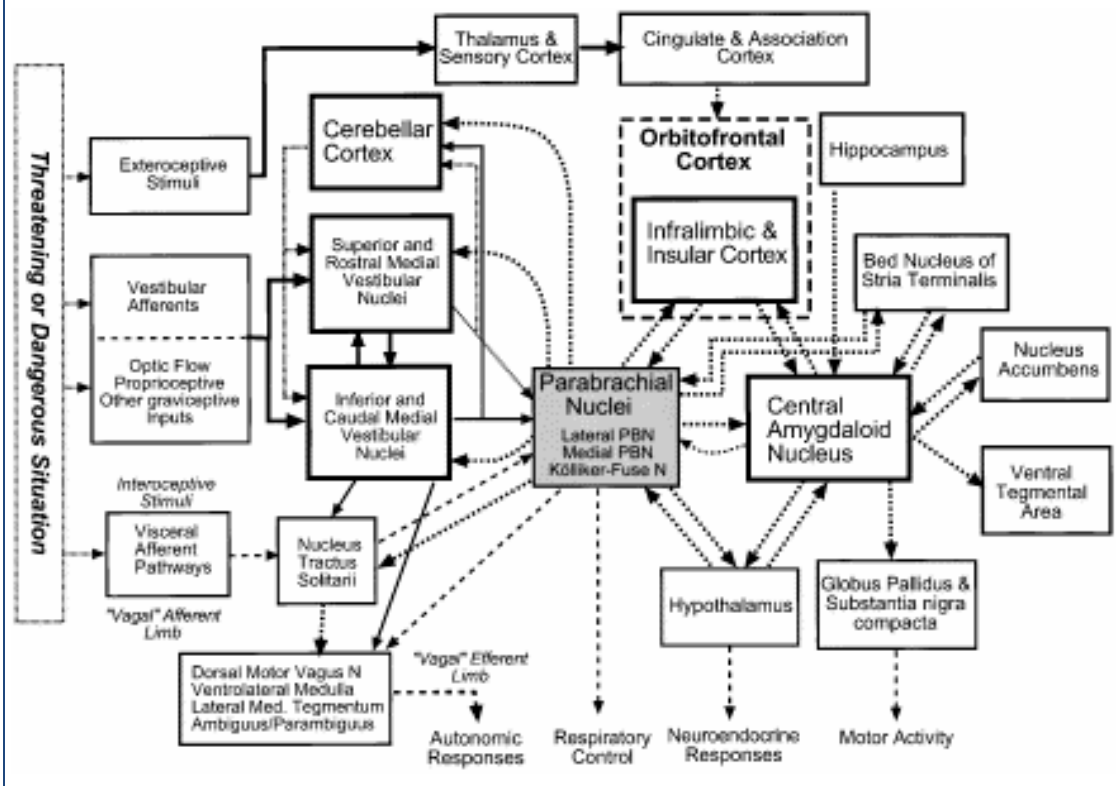 Thalamus &
Sensory Cortex
Cingulate & Association
Cortex
Threatening or Dangerous Situation
Exteroceptive
Stimuli
Cerebellar
Cortex
Orbitofrontal
Cortex
Hippocampus
Infralimbic &
Insular Cortex
Vestibular
Afferents
Optic Flow
Proprioceptive
Other graviceptive
Inputs
Superior and
Rostral Medial
Vestibular
Nuclei
Bed Nucleus of
Stria Terminalis
Nucleus
Accumbens
Inferior and
Caudal Medial
Vestibular
Nuclei
Parabrachial
Nuclei
Lateral PBN
Medial PBN
Kölliker-Fuse N
Central
Amygdaloid
Nucleus
Ventral
Tegmental
Area
Interoceptive
Stimuli
Visceral
Afferent
Pathways
"Vagal" Afferent
Limb
Nucleus
Tractus
Solitarii
Hypothalamus
Globus Pallidus &
Substantia nigra
compacta
Dorsal Motor Vagus N
Ventrolateral Medulla
Lateral Med. Tegmentum
Ambiguus/Parambiguus
"Vagal" Efferent
Limb
Autonomic
Responses
Respiratory
Control
Neuroendocrine
Responses
Motor Activity